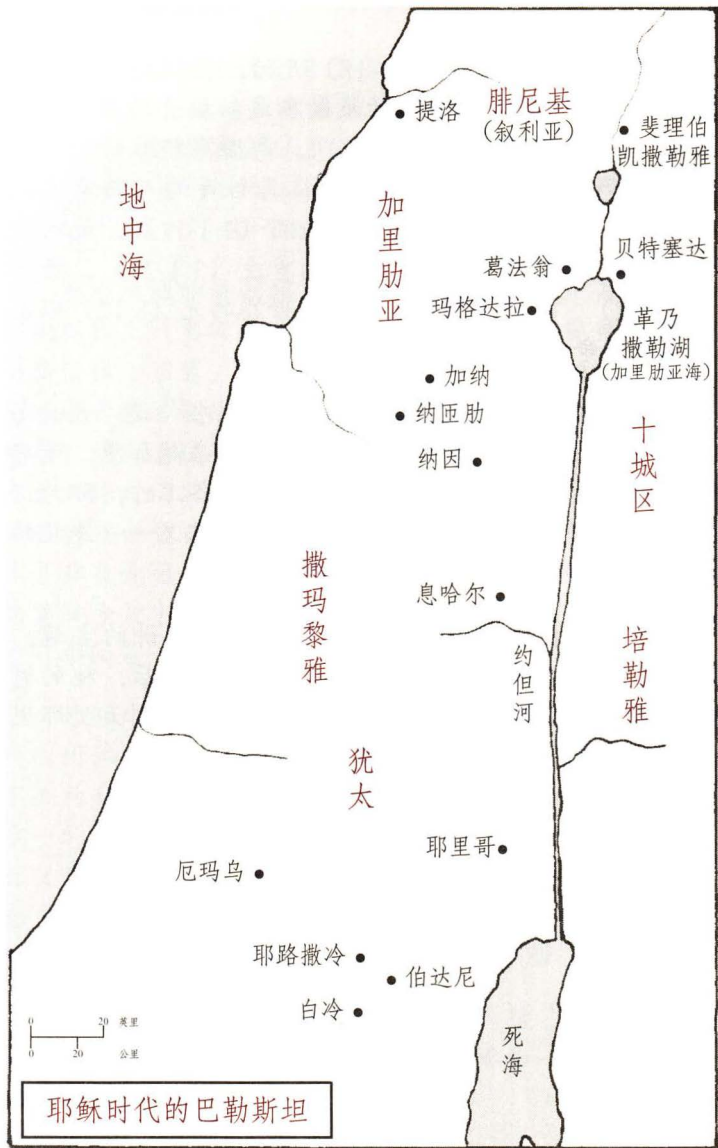 腓尼基
(叙利亚)
提洛
斐理伯
凯撒勒雅
地中海
加里肋亚
葛法翁
贝特塞达
玛格达拉
革乃
撒勒湖
(加里肋亚海)
加纳
纳匝肋
纳因
十城区
撒玛黎雅
息哈尔
约但河
培勒雅
犹太
耶里哥
厄玛乌
耶路撒冷
伯达尼
白冷
死海
0 20 英里
0 20 公里
耶稣时代的巴勒斯坦